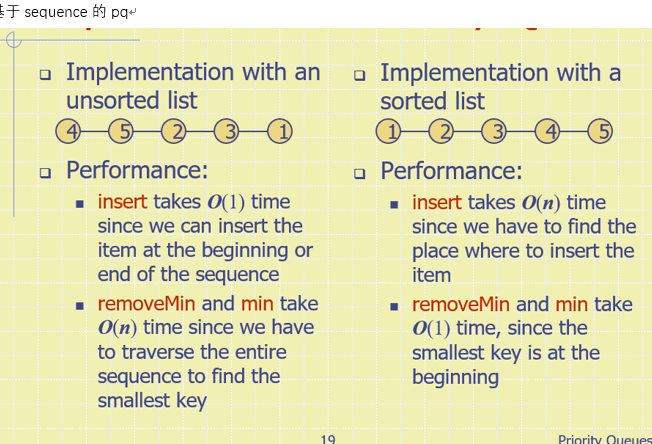 基于 sequence 的 pq
Implementation with an
unsorted list
4 5 2 3 1
Performance:
insert takes O(1) time
since we can insert the
item at the beginning or
end of the sequence
removeMin and min take
O(n) time since we have
to traverse the entire
sequence to find the
smallest key
Implementation with a
sorted list
1 2 3 4 5
Performance:
insert takes O(n) time
since we have to find the
place where to insert the
item
removeMin and min take
O(1) time, since the
smallest key is at the
beginning
19
Priority Queues